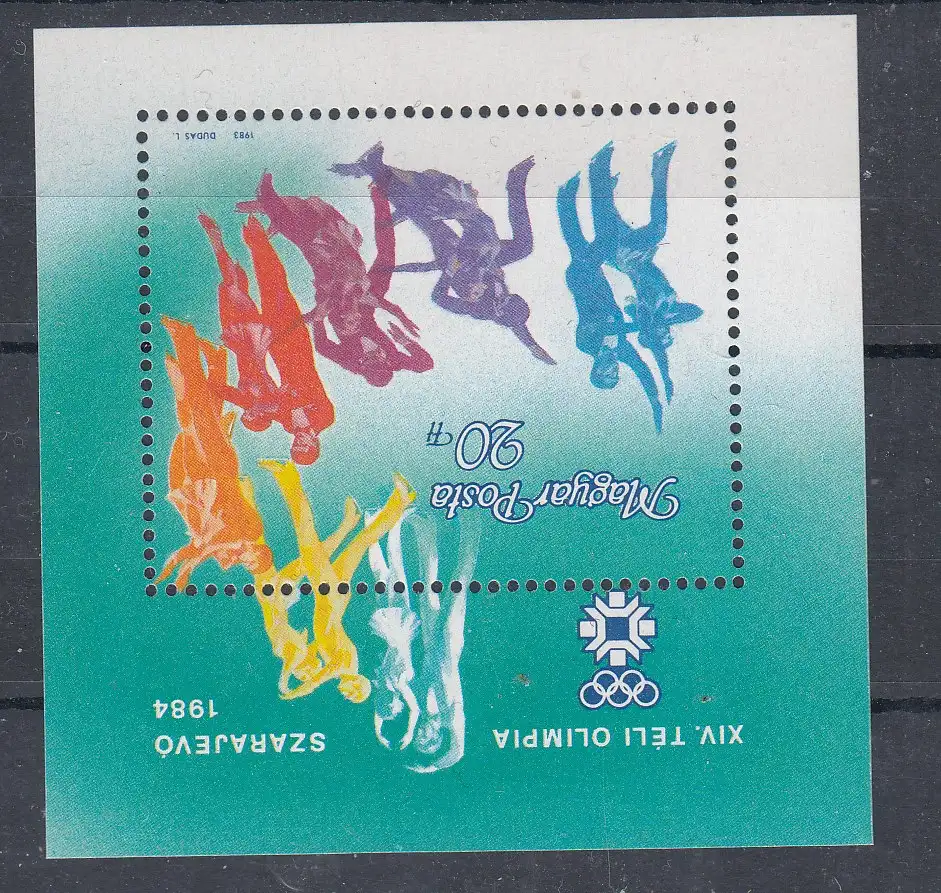 XIV. TÉLI OLIMPIA
SZARAJEVÓ
1984
Magyar Posta
20 Ft
1983 DUDÁS L.